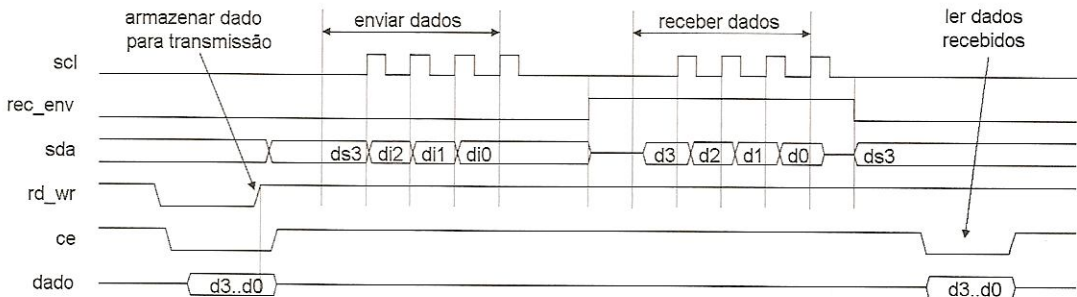 armazenar dado
para transmissão
enviar dados
receber dados
ler dados
recebidos
scl
rec_env
sda
ds3 di2 di1 di0 d3 d2 d1 d0 ds3
rd_wr
ce
dado
d3..d0 d3..d0